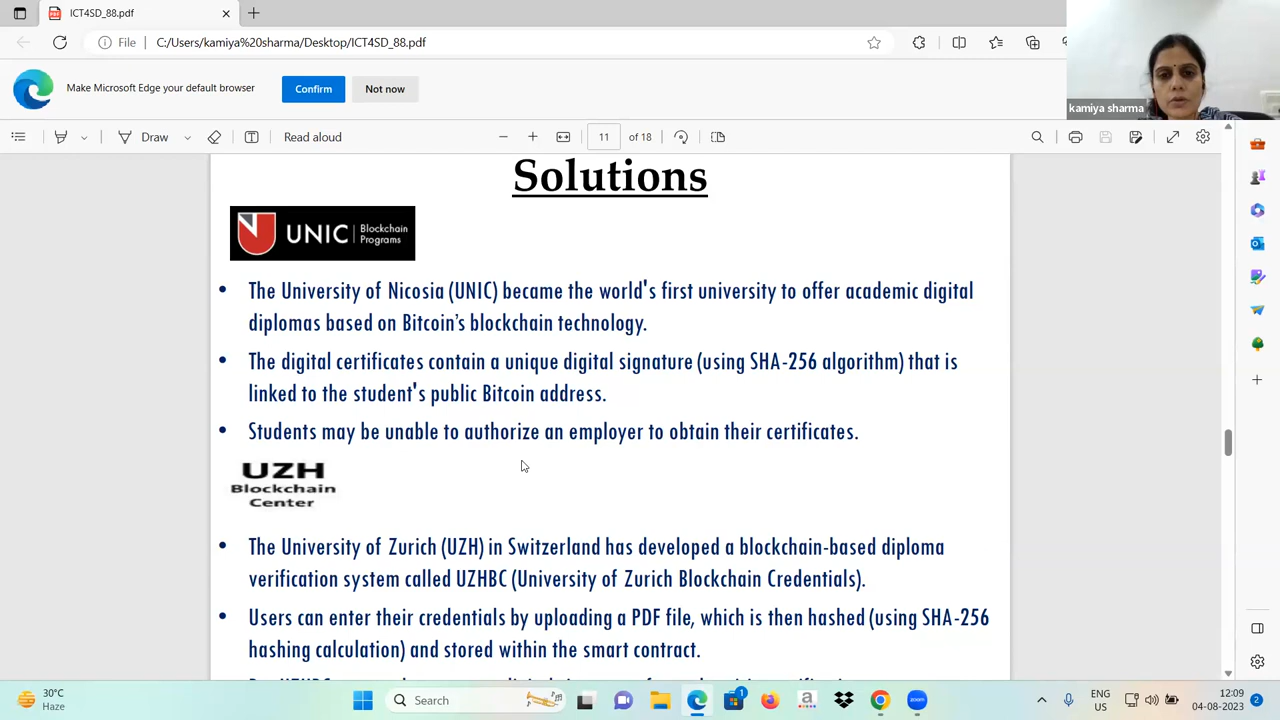 ICT4SD_88.pdf
File
C:/Users/kamiya%20sharma/Desktop/ICT4SD_88.pdf
Make Microsoft Edge your default browser
Confirm
Not now
kamiya sharma
Draw
Read aloud
11
of 18
Solutions
UNIC
Blockchain
Programs
• The University of Nicosia (UNIC) became the world's first university to offer academic digital
diplomas based on Bitcoin’s blockchain technology.
• The digital certificates contain a unique digital signature (using SHA-256 algorithm) that is
linked to the student's public Bitcoin address.
• Students may be unable to authorize an employer to obtain their certificates.
UZH
Blockchain
Center
• The University of Zurich (UZH) in Switzerland has developed a blockchain-based diploma
verification system called UZHBC (University of Zurich Blockchain Credentials).
• Users can enter their credentials by uploading a PDF file, which is then hashed (using SHA-256
hashing calculation) and stored within the smart contract.
30°C
Haze
Search
1
ENG
US
12:09
04-08-2023
2